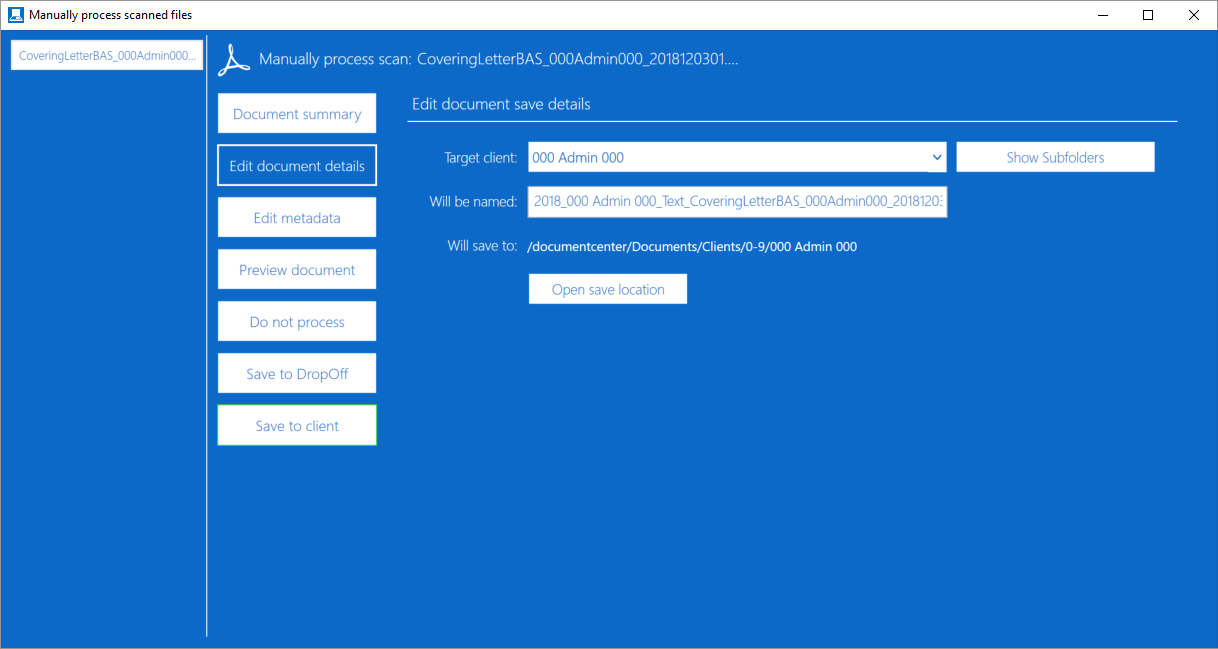 Manually process scanned files
CoveringLetterBAS_000Admin000...
Manually process scan: CoveringLetterBAS_000Admin000_2018120301....
Document summary
Edit document details
Edit metadata
Preview document
Do not process
Save to DropOff
Save to client
Edit document save details
Target client: 000 Admin 000 Show Subfolders
Will be named: 2018_000 Admin 000_Text_CoveringLetterBAS_000Admin000_2018120
Will save to: /documentcenter/Documents/Clients/0-9/000 Admin 000
Open save location